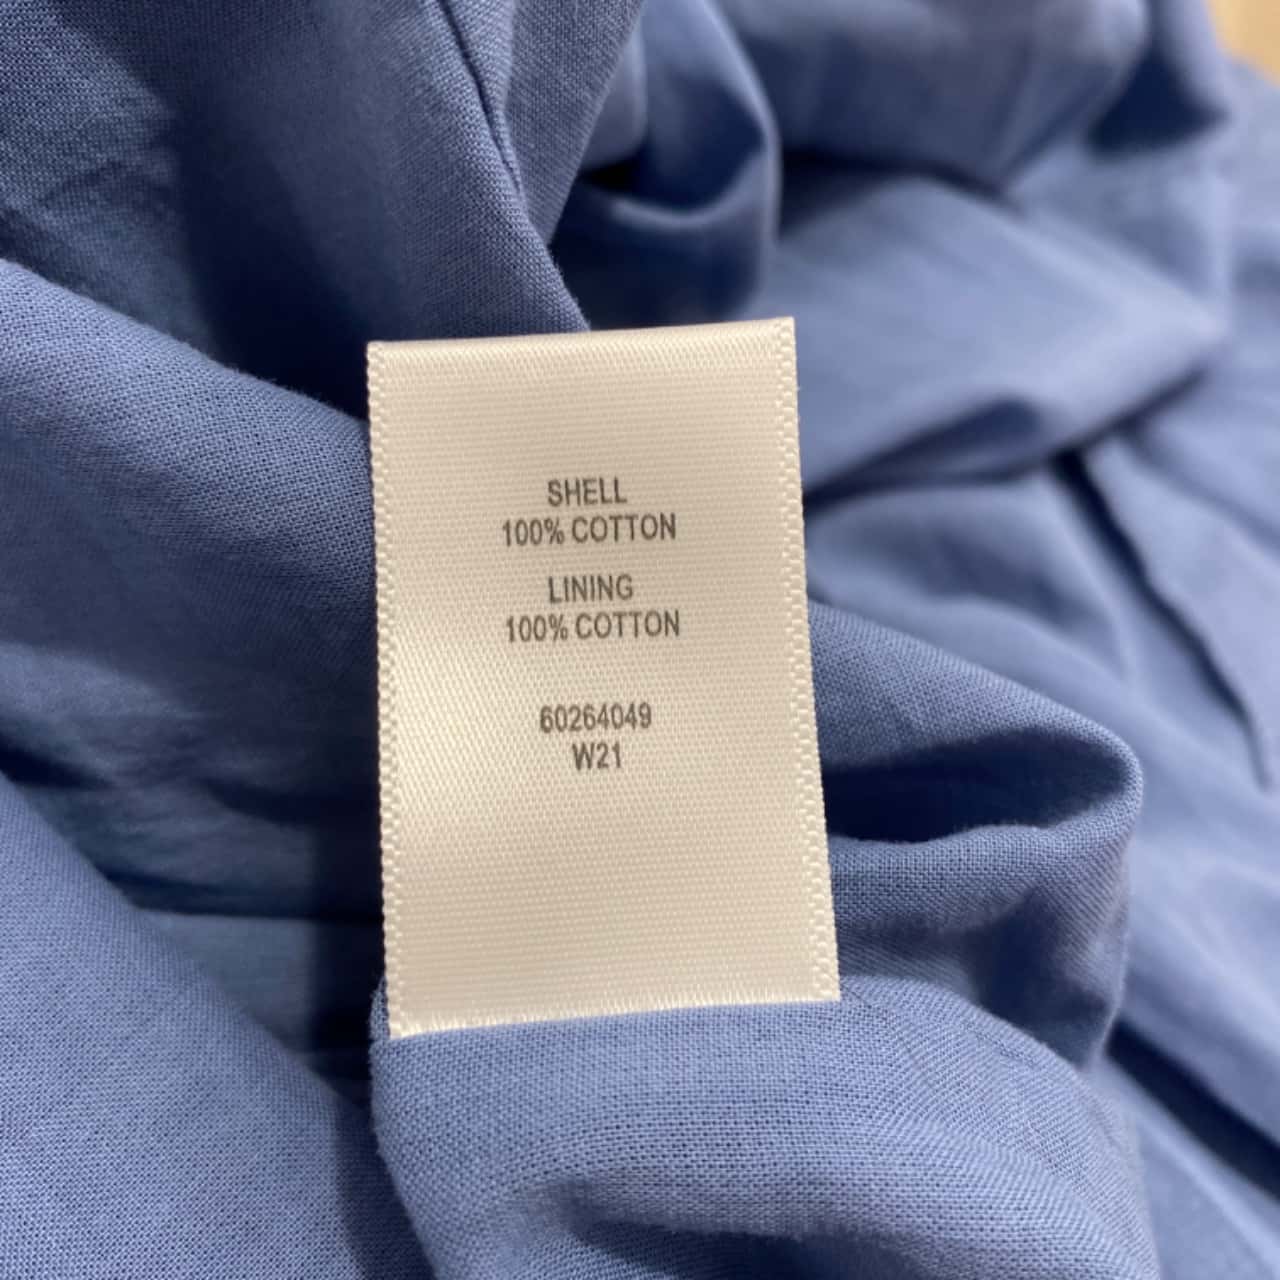 SHELL
100% COTTON
LINING
100% COTTON
60264049
W21